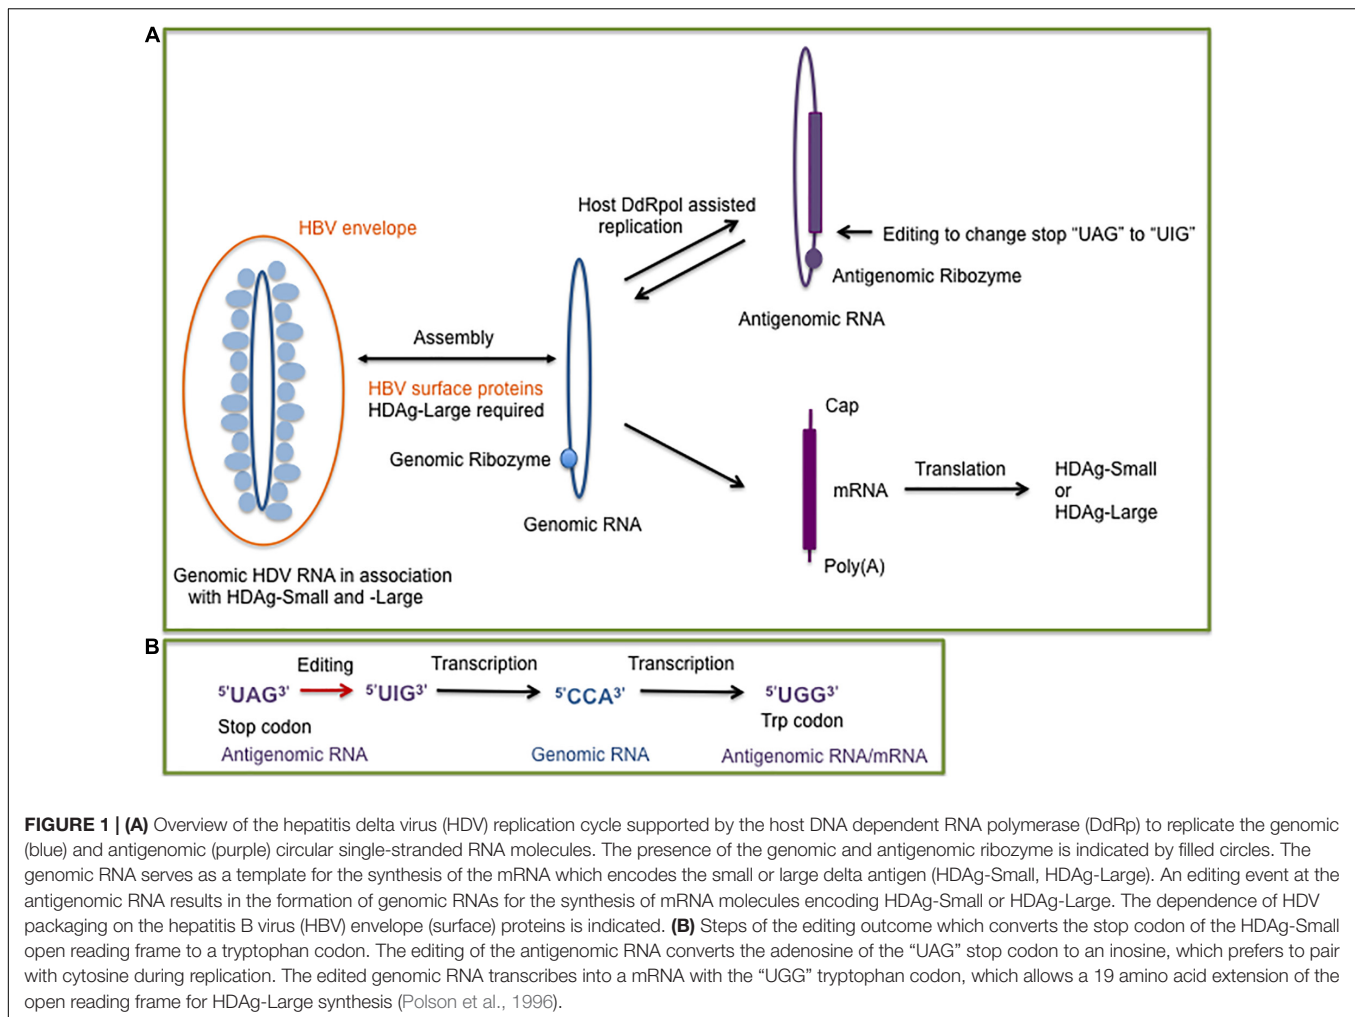 A
HBV envelope
Host DdRpol assisted
replication
Editing to change stop “UAG” to “UIG”
Antigenomic Ribozyme
Antigenomic RNA
Assembly
HBV surface proteins
HDAg-Large required
Genomic Ribozyme
Genomic RNA
Cap
mRNA
Poly(A)
Translation
HDAg-Small
or
HDAg-Large
Genomic HDV RNA in association
with HDAg-Small and -Large
B
Editing
Transcription
Transcription
5'UAG3'
5'UIG3'
5'CCA3'
5'UGG3'
Stop codon
Trp codon
Antigenomic RNA
Genomic RNA
Antigenomic RNA/mRNA
FIGURE 1 | (A) Overview of the hepatitis delta virus (HDV) replication cycle supported by the host DNA dependent RNA polymerase (DdRp) to replicate the genomic
(blue) and antigenomic (purple) circular single-stranded RNA molecules. The presence of the genomic and antigenomic ribozyme is indicated by filled circles. The
genomic RNA serves as a template for the synthesis of the mRNA which encodes the small or large delta antigen (HDAg-Small, HDAg-Large). An editing event at the
antigenomic RNA results in the formation of genomic RNAs for the synthesis of mRNA molecules encoding HDAg-Small or HDAg-Large. The dependence of HDV
packaging on the hepatitis B virus (HBV) envelope (surface) proteins is indicated. (B) Steps of the editing outcome which converts the stop codon of the HDAg-Small
open reading frame to a tryptophan codon. The editing of the antigenomic RNA converts the adenosine of the “UAG” stop codon to an inosine, which prefers to pair
with cytosine during replication. The edited genomic RNA transcribes into a mRNA with the “UGG” tryptophan codon, which allows a 19 amino acid extension of the
open reading frame for HDAg-Large synthesis (Polson et al., 1996).